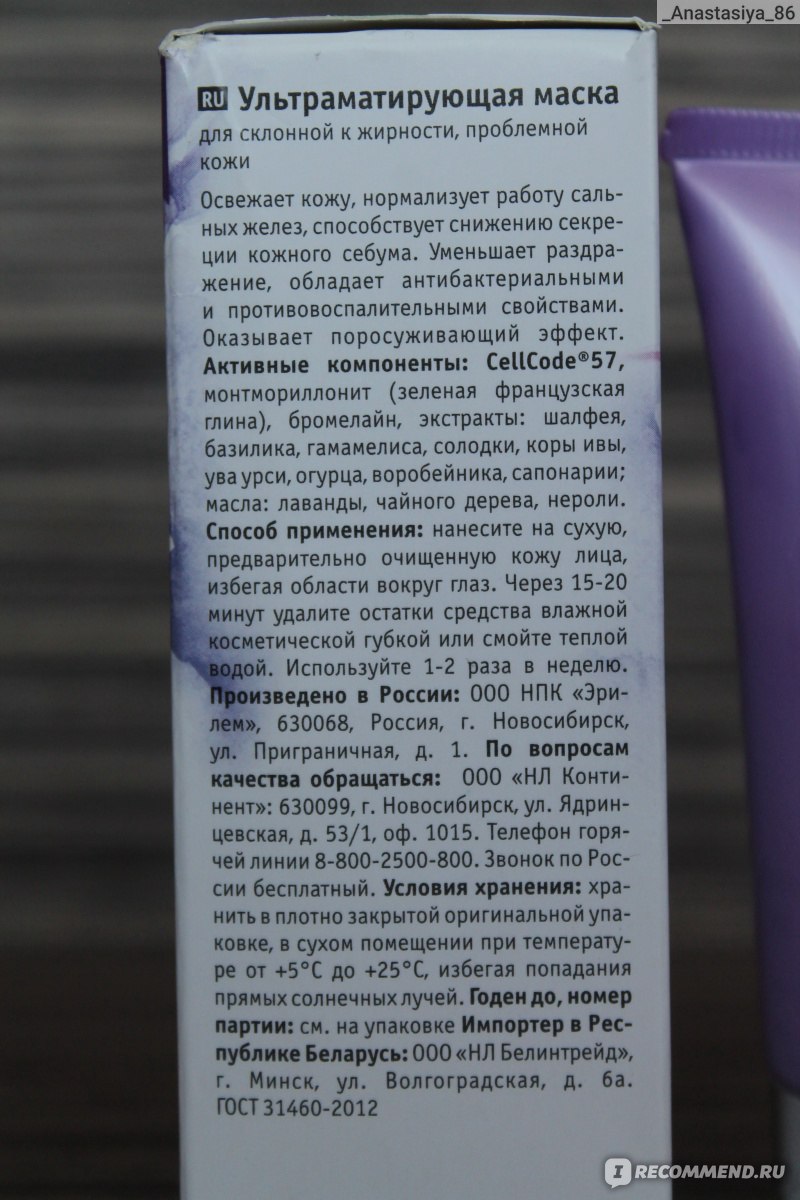 _Anastasiya_86
RU Ультраматирующая маска
для склонной к жирности, проблемной
кожи
Освежает кожу, нормализует работу саль-
ных желез, способствует снижению секре-
ции кожного себума. Уменьшает раздра-
жение, обладает антибактериальными
и противовоспалительными свойствами.
Оказывает поросуживающий эффект.
Активные компоненты: CellCode®57,
монтмориллонит (зеленая французская
глина), бромелайн, экстракты: шалфея,
базилика, гамамелиса, солодки, коры ивы,
ува урси, огурца, воробейника, сапонарии;
масла: лаванды, чайного дерева, нероли.
Способ применения: нанесите на сухую,
предварительно очищенную кожу лица,
избегая области вокруг глаз. Через 15-20
минут удалите остатки средства влажной
косметической губкой или смойте теплой
водой. Используйте 1-2 раза в неделю.
Произведено в России: ООО НПК «Эри-
лем», 630068, Россия, г. Новосибирск,
ул. Приграничная, д. 1. По вопросам
качества обращаться: ООО «НЛ Конти-
нент»: 630099, г. Новосибирск, ул. Ядрин-
цевская, д. 53/1, оф. 1015. Телефон горя-
чей линии 8-800-2500-800. Звонок по Рос-
сии бесплатный. Условия хранения: хра-
нить в плотно закрытой оригинальной упа-
ковке, в сухом помещении при температу-
ре от +5°С до +25°С, избегая попадания
прямых солнечных лучей. Годен до, номер
партии: см. на упаковке Импортер в Рес-
публике Беларусь: ООО «НЛ Белинтрейд»,
г. Минск, ул. Волгоградская, д. 6а.
ГОСТ 31460-2012
IRECOMMEND.RU